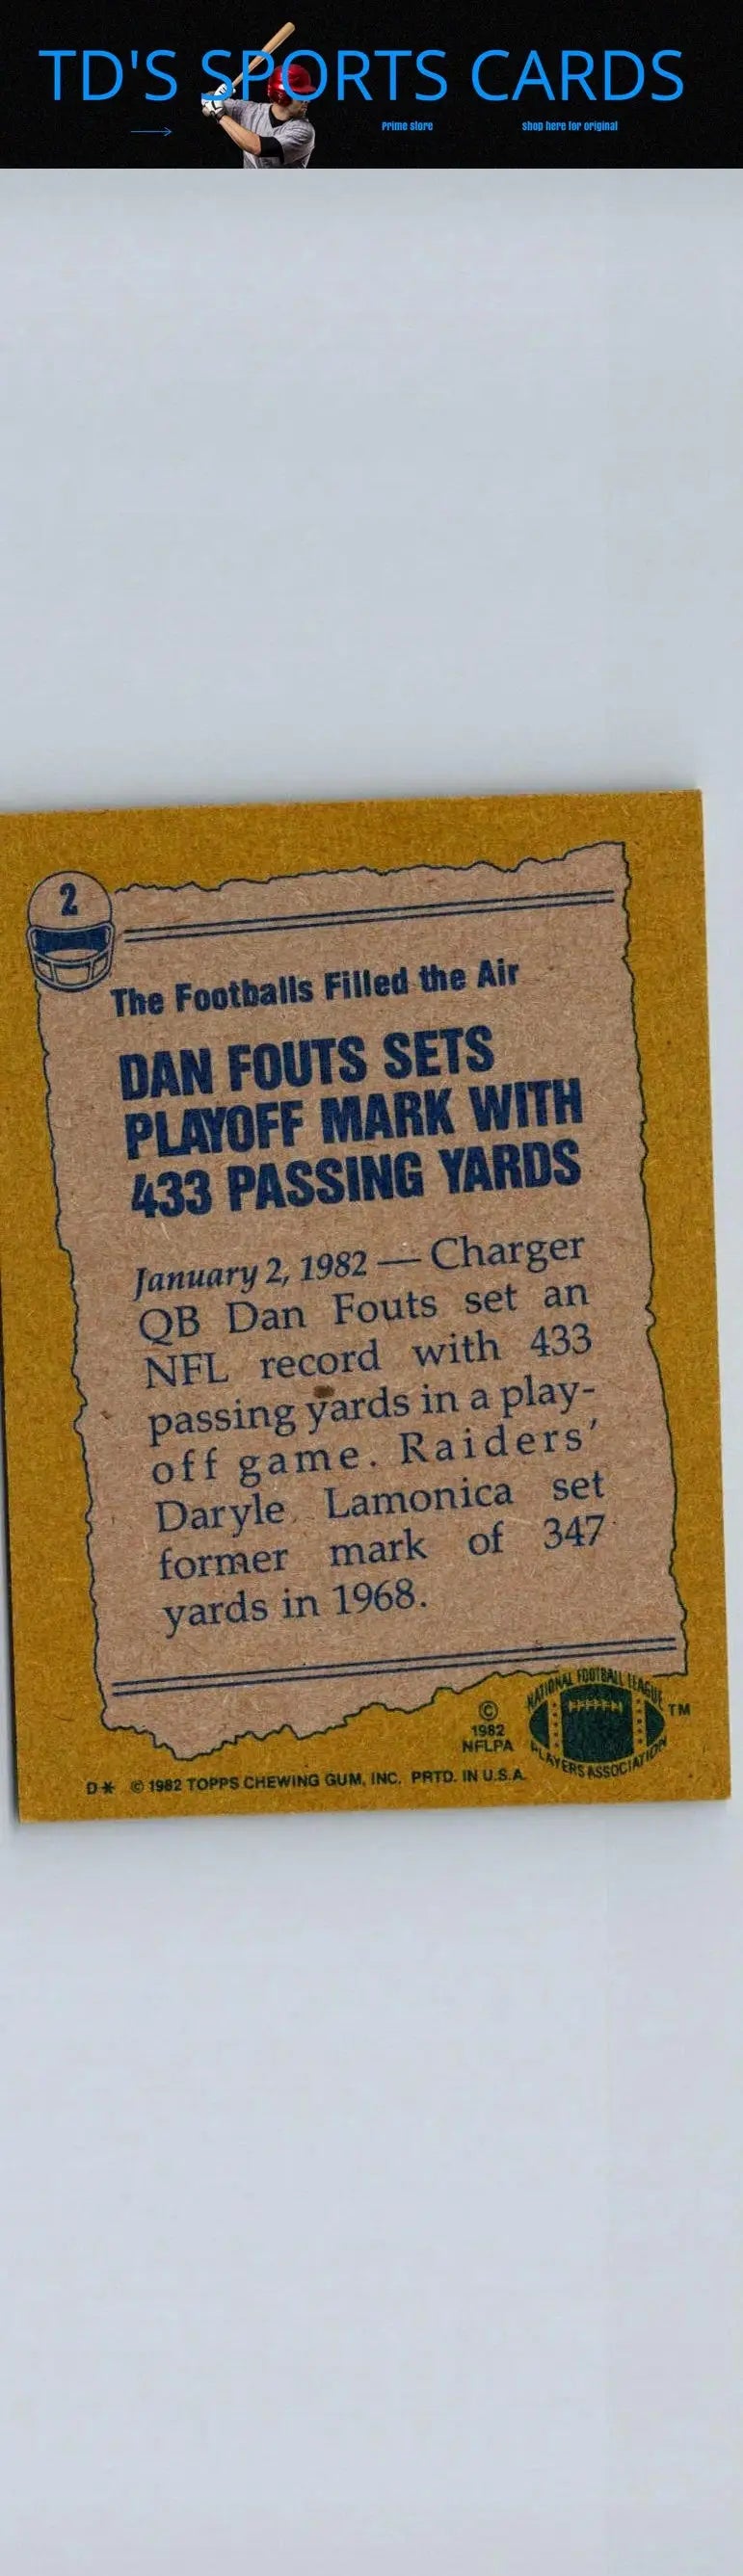 TD'S SPORTS CARDS
Prime store
shop here for original
2
The Footballs Filled the Air
DAN FOUTS SETS
PLAYOFF MARK WITH
433 PASSING YARDS
January 2, 1982 — Charger
QB Dan Fouts set an
NFL record with 433
passing yards in a play-
off game. Raiders'
Daryle Lamonica set
former mark of 347
yards in 1968.
NATIONAL FOOTBALL LEAGUE
PLAYERS ASSOCIATION
TM
©
1982
NFLPA
D* © 1982 TOPPS CHEWING GUM, INC. PRTD. IN U.S.A.